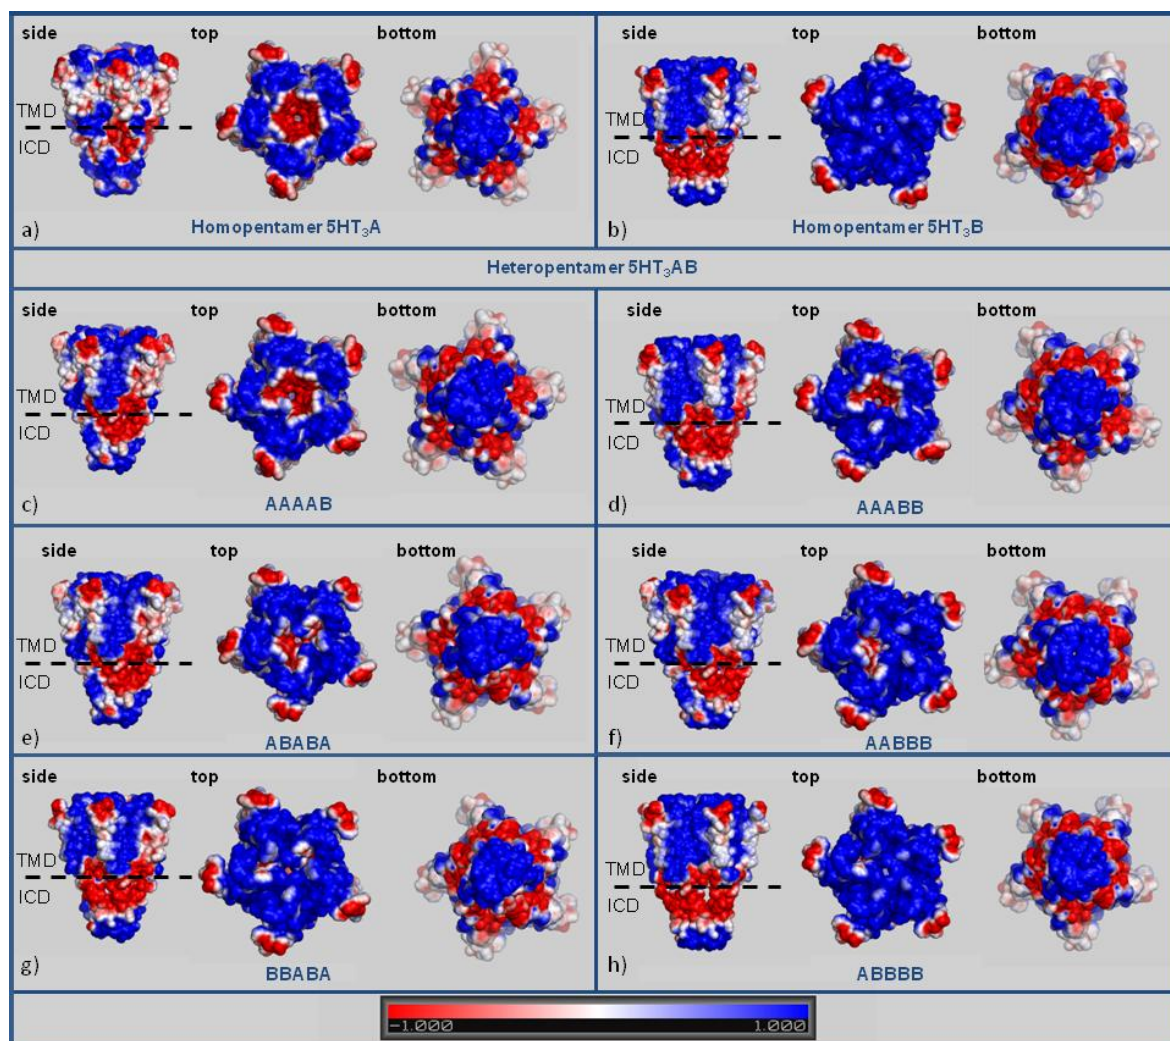 side top bottom
TMD
ICD
a) Homopentamer 5HT₃A
side top bottom
TMD
ICD
b) Homopentamer 5HT₃B
Heteropentamer 5HT₃AB
side top bottom
TMD
ICD
c) AAAAB
side top bottom
TMD
ICD
d) AAABB
side top bottom
TMD
ICD
e) ABABA
side top bottom
TMD
ICD
f) AABBB
side top bottom
TMD
ICD
g) BBABA
side top bottom
TMD
ICD
h) ABBBB
-1.000 1.000